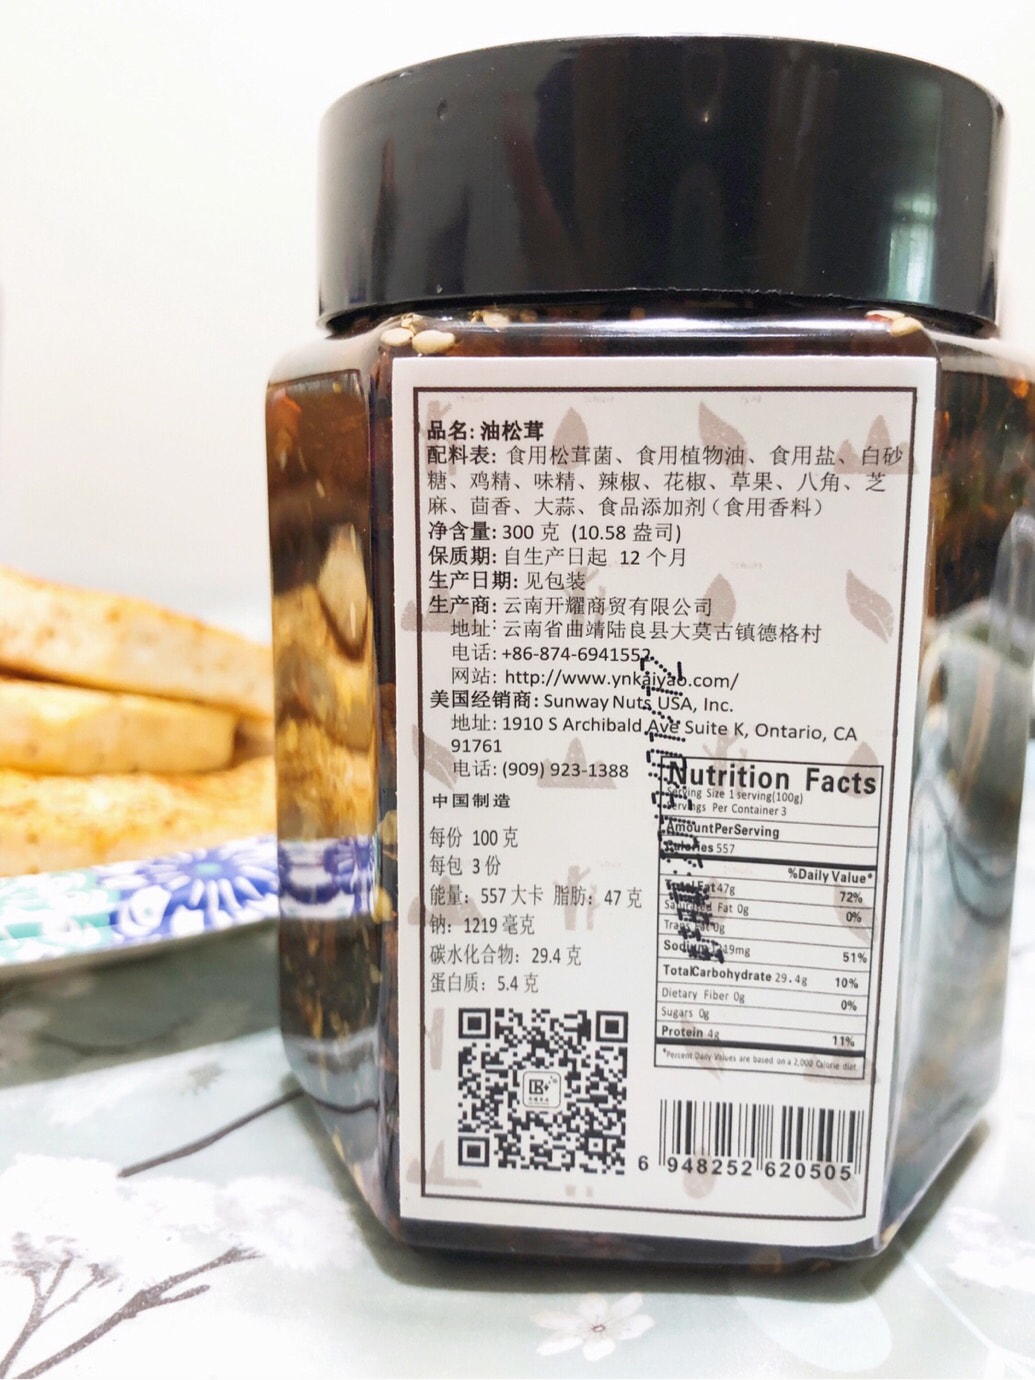 品名: 油松茸
配料表: 食用松茸菌、食用植物油、食用盐、白砂
糖、鸡精、味精、辣椒、花椒、草果、八角、芝
麻、茴香、大蒜、食品添加剂（食用香料）
净含量: 300 克 (10.58 盎司)
保质期: 自生产日起 12 个月
生产日期: 见包装
生产商: 云南开耀商贸有限公司
地址: 云南省曲靖陆良县大莫古镇德格村
电话: +86-874-6941552
网站: http://www.ynkaiyao.com/
美国经销商: Sunway Nuts USA, Inc.
地址: 1910 S Archibald Ave Suite K, Ontario, CA
91761
电话: (909) 923-1388
中国制造
每份 100 克
每包 3 份
能量: 557 大卡 脂肪: 47 克
钠: 1219 毫克
碳水化合物: 29.4 克
蛋白质: 5.4 克
Nutrition Facts
Serving Size 1 serving(100g)
Servings Per Container 3
AmountPerServing
Calories 557
%Daily Value*
Total Fat 47g 72%
Saturated Fat 0g 0%
Trans Fat 0g
Sodium 1219mg 51%
TotalCarbohydrate 29.4g 10%
Dietary Fiber 0g 0%
Sugars 0g
Protein 4g 11%
*Percent Daily Values are based on a 2,000 Calorie diet.
6 948252 620505